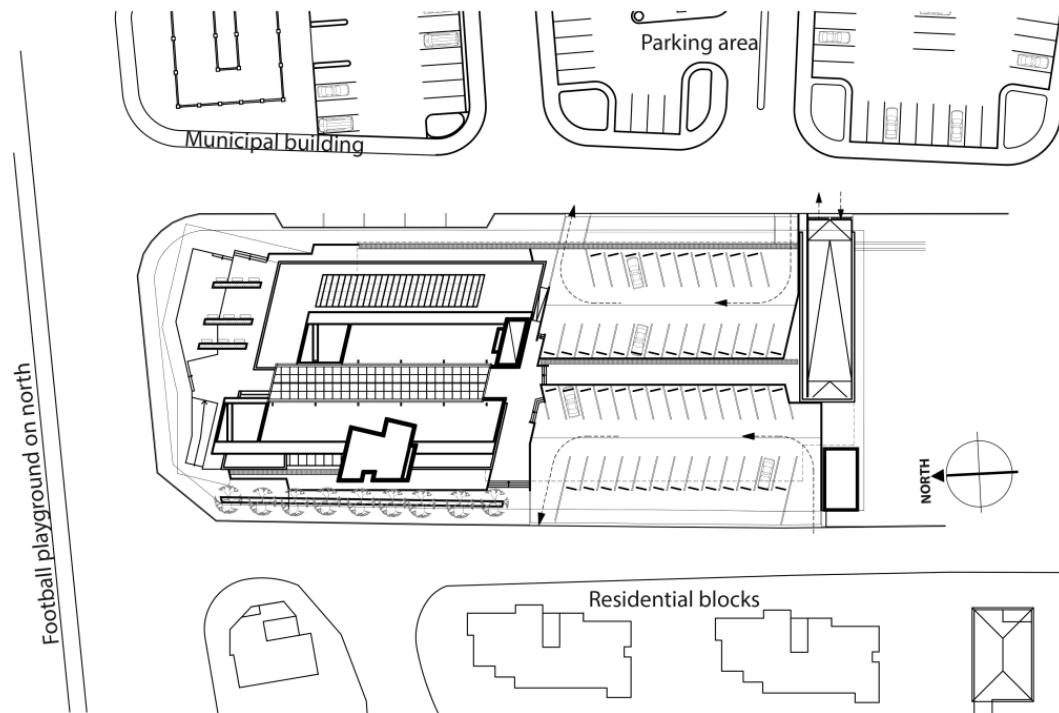 Parking area
Municipal building
Football playground on north
NORTH
Residential blocks